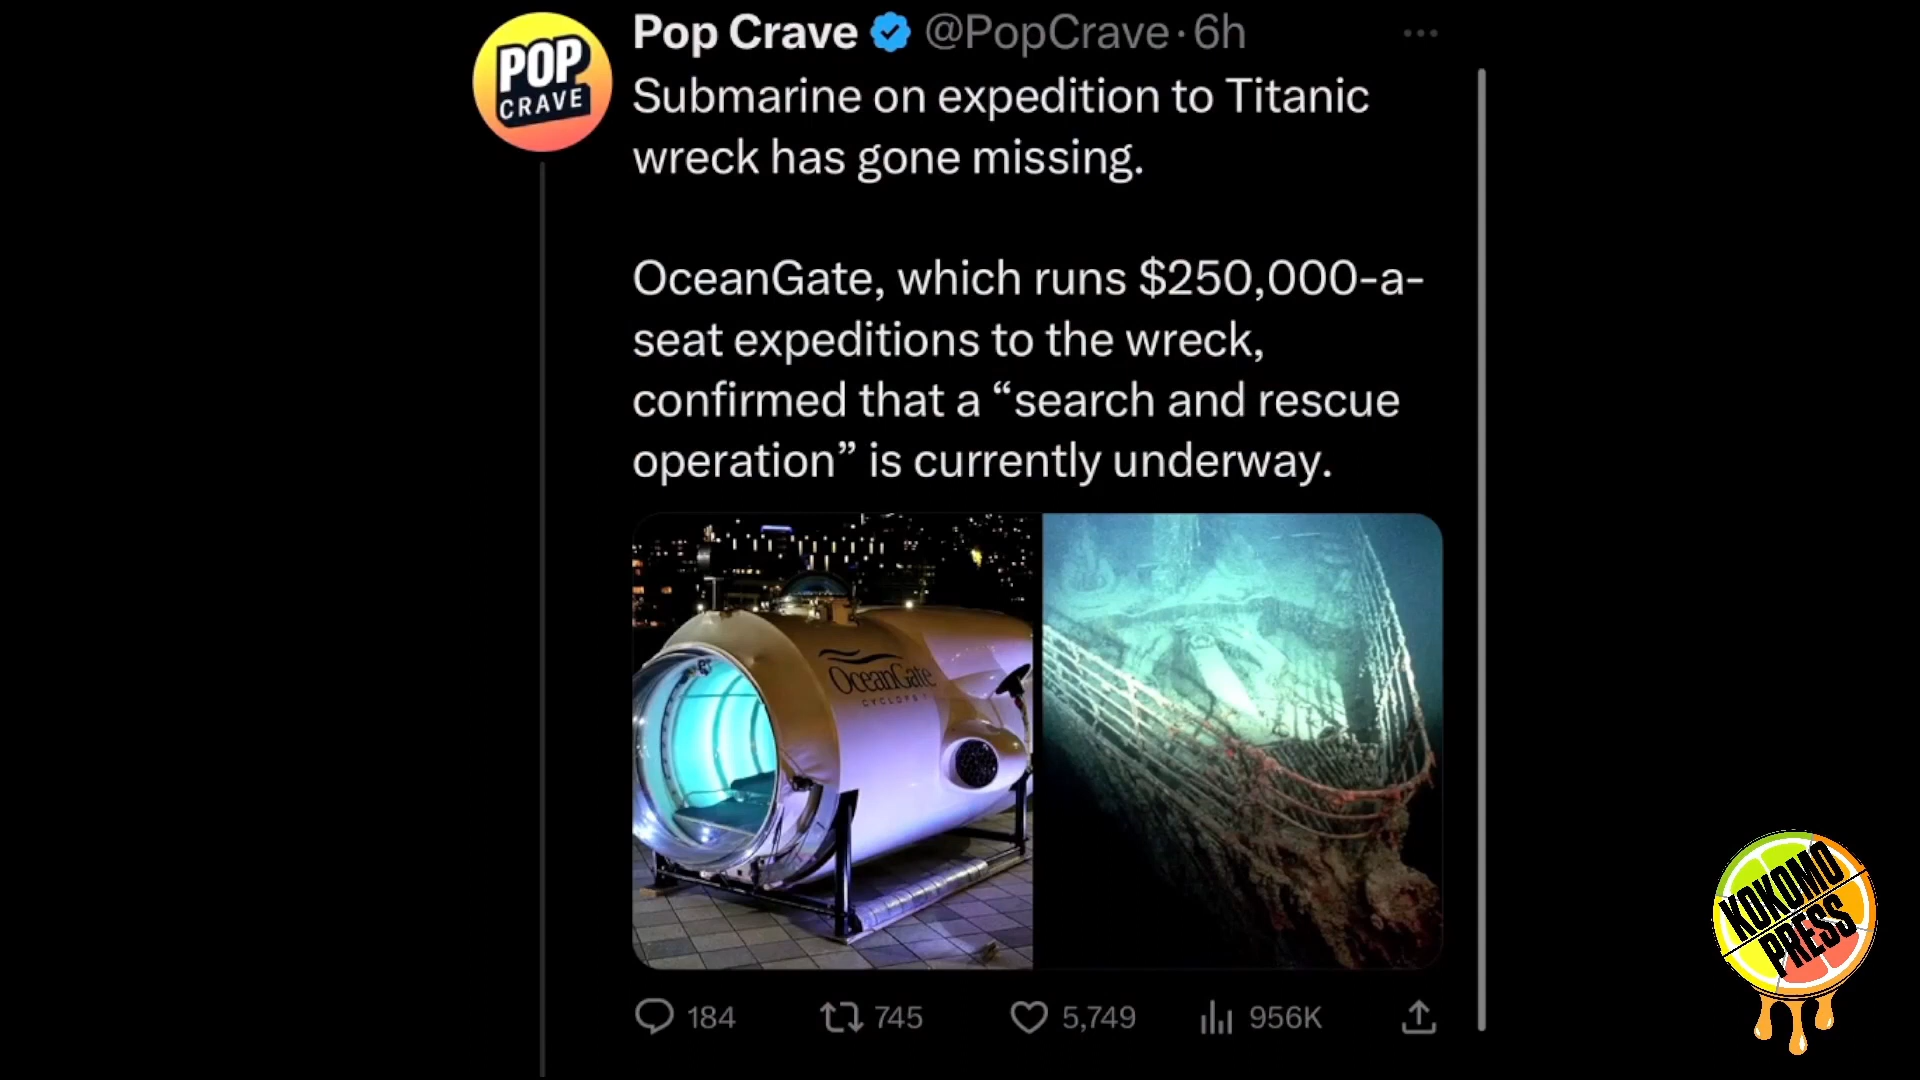 POP
CRAVE
Pop Crave @PopCrave · 6h
Submarine on expedition to Titanic
wreck has gone missing.
OceanGate, which runs $250,000-a-
seat expeditions to the wreck,
confirmed that a “search and rescue
operation” is currently underway.
OceanGate
184 745 5,749 956K
KOKOMO
PRESS